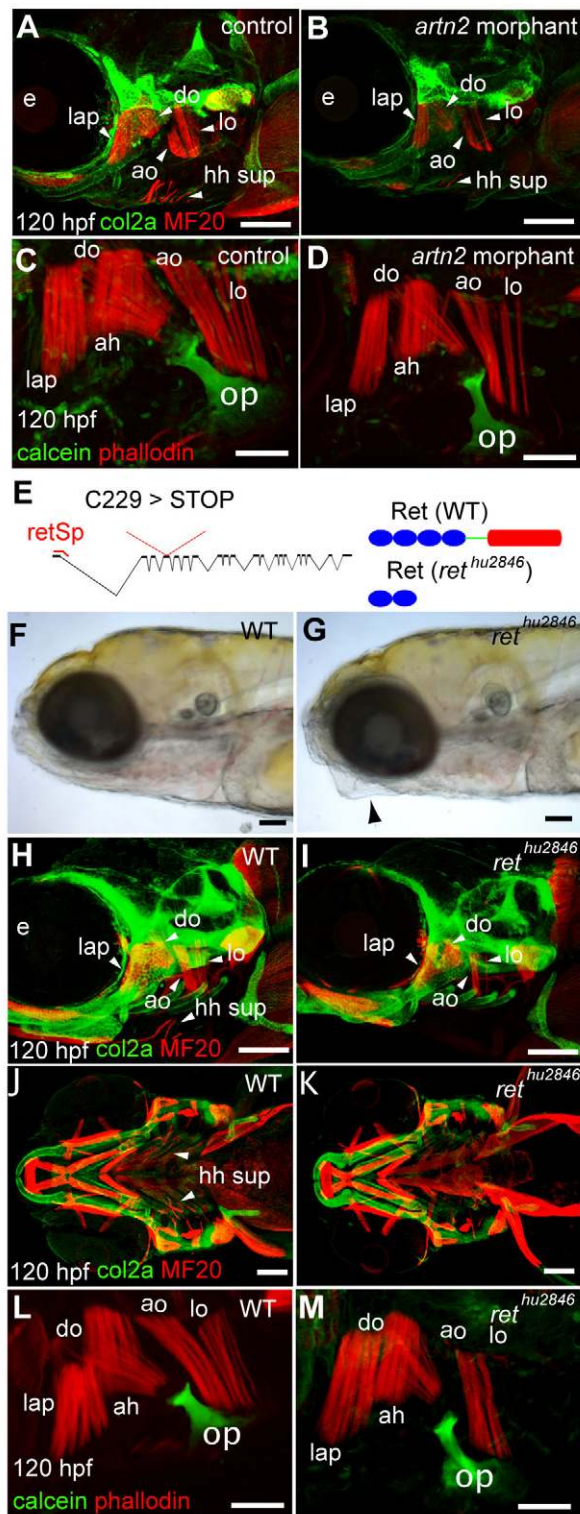 A
control
e
lap
do
lo
ao
hh sup
120 hpf col2a MF20
B
artn2 morphant
e
lap
do
lo
ao
hh sup
C
control
do
ao
lo
ah
lap
op
120 hpf
calcein phallodin
D
artn2 morphant
do
ao
lo
ah
lap
op
E
C229 > STOP
retSp
Ret (WT)
Ret (ret hu2846)
F
WT
G
ret hu2846
H
WT
e
do
lap
lo
ao
hh sup
120 hpf col2a MF20
I
ret hu2846
do
lap
lo
ao
J
WT
hh sup
120 hpf col2a MF20
K
ret hu2846
L
WT
ao
lo
do
lap
ah
op
120 hpf
calcein phallodin
M
ret hu2846
ao
lo
do
ah
lap
op